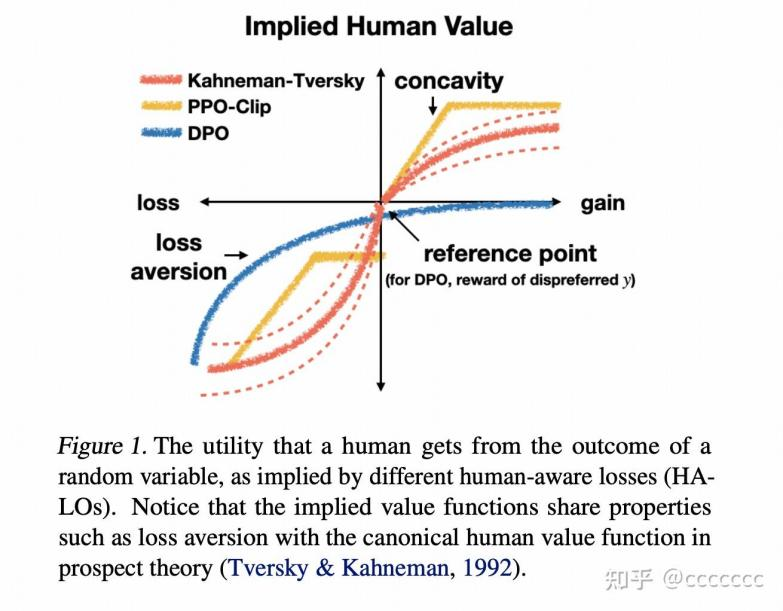 Implied Human Value
Kahneman-Tversky
PPO-Clip
DPO
concavity
loss
gain
loss
aversion
reference point
(for DPO, reward of dispreferred y)
Figure 1. The utility that a human gets from the outcome of a
random variable, as implied by different human-aware losses (HA-
LOs). Notice that the implied value functions share properties
such as loss aversion with the canonical human value function in
prospect theory (Tversky & Kahneman, 1992).
知乎 @ccccccc